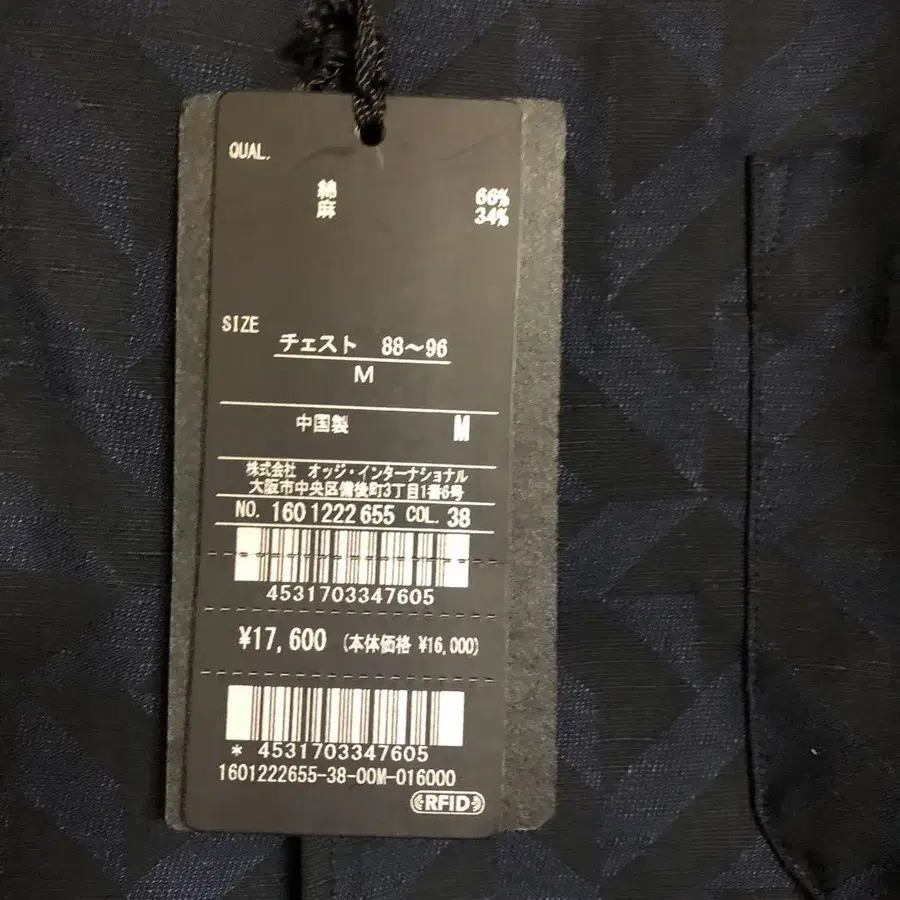 QUAL.
綿 66%
麻 34%
SIZE
チェスト 88〜96
M
中国製 M
株式会社 オッジ・インターナショナル
大阪市中央区備後町3丁目1番6号
NO. 1601222655 COL. 38
4531703347605
¥17,600 (本体価格 ¥16,000)
* 4531703347605
1601222655-38-00M-016000
RFID